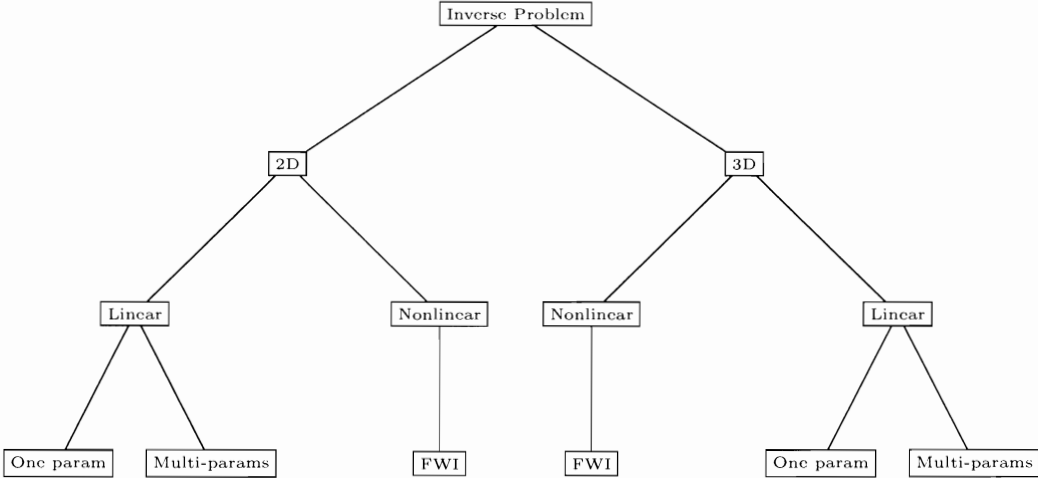 Inverse Problem
2D
3D
Linear
Nonlinear
Nonlinear
Linear
One param
Multi-params
FWI
FWI
One param
Multi-params